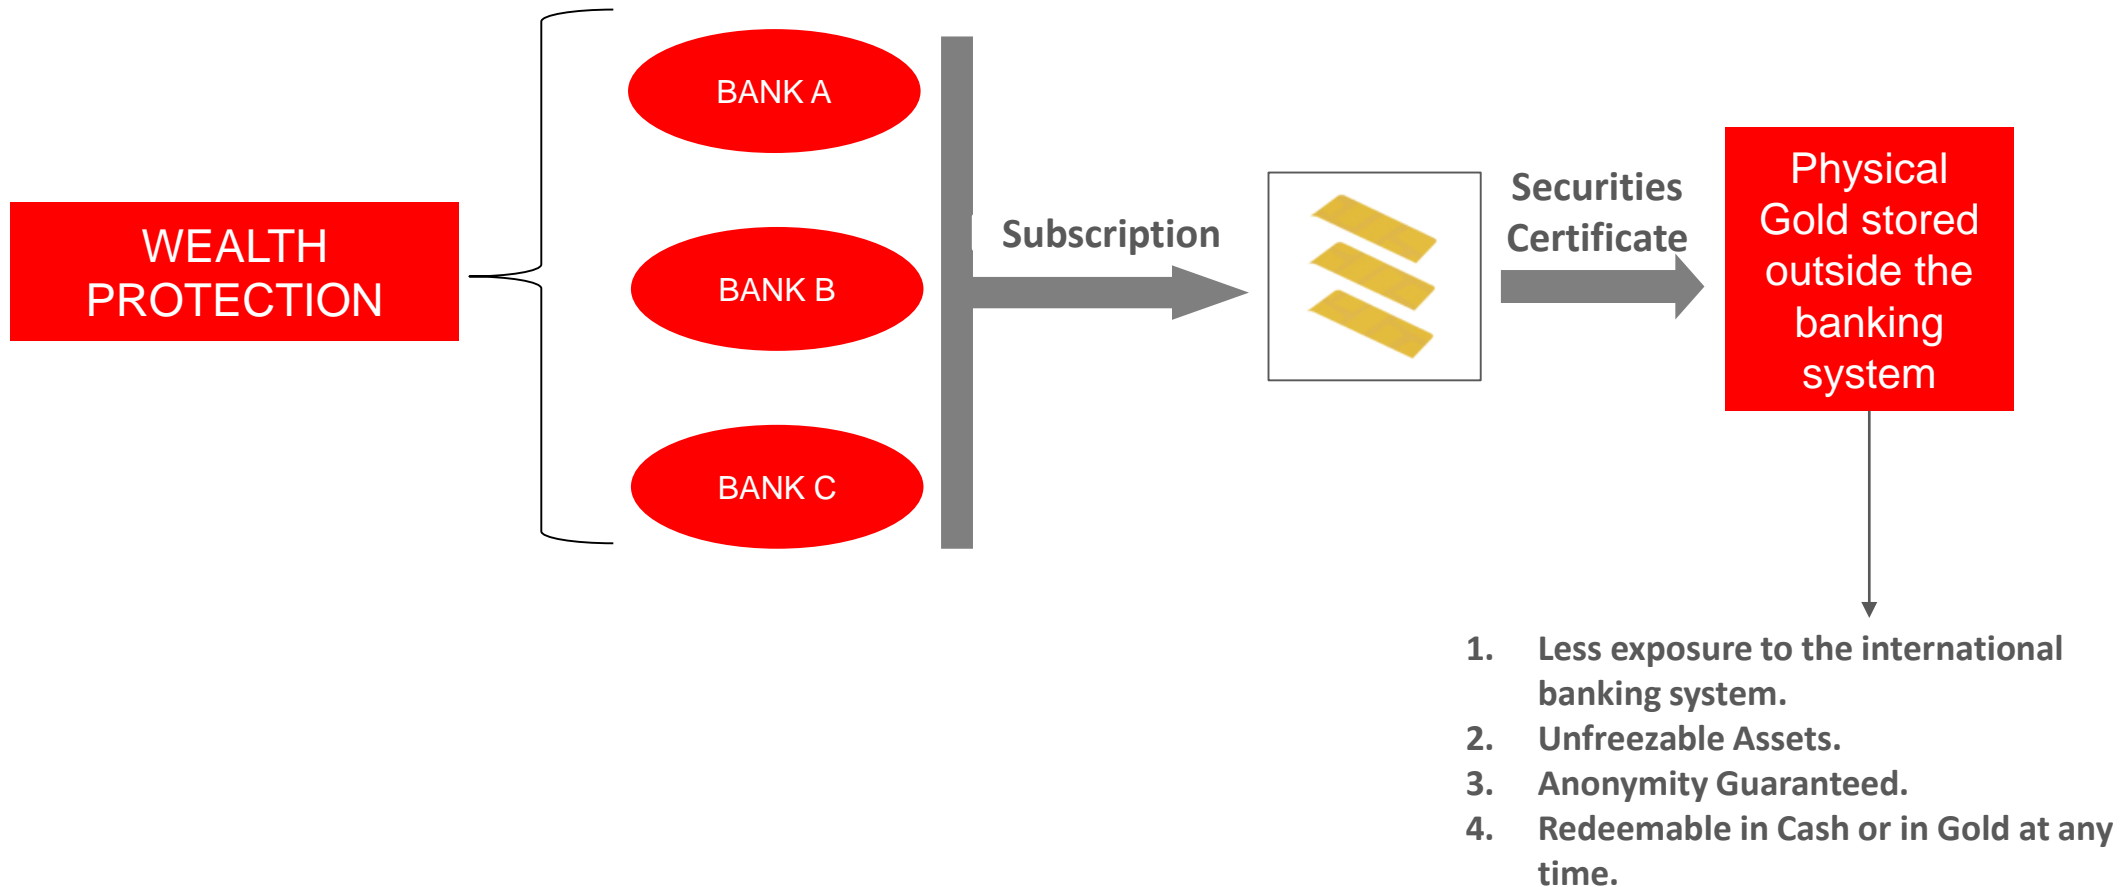 WEALTH
PROTECTION
BANK A
BANK B
BANK C
Subscription
Securities
Certificate
Physical
Gold stored
outside the
banking
system
1. Less exposure to the international
banking system.
2. Unfreezable Assets.
3. Anonymity Guaranteed.
4. Redeemable in Cash or in Gold at any
time.